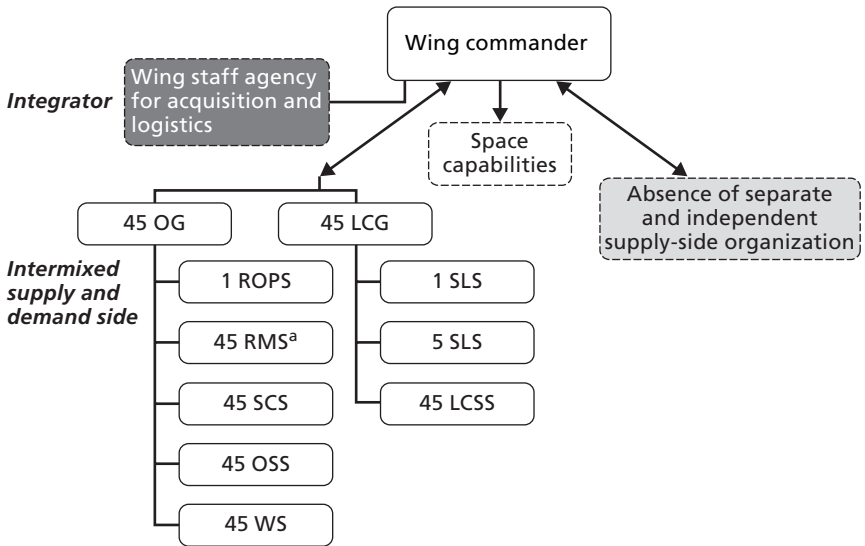 Wing commander
Integrator
Wing staff agency
for acquisition and
logistics
Space
capabilities
Absence of separate
and independent
supply-side organization
45 OG
45 LCG
Intermixed
supply and
demand side
1 ROPS
1 SLS
45 RMSa
5 SLS
45 SCS
45 LCSS
45 OSS
45 WS